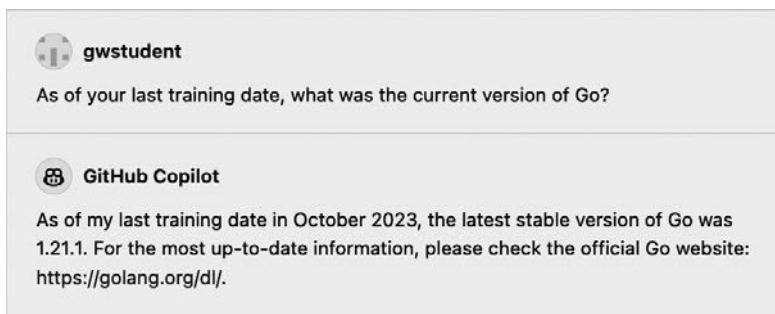 gwstudent
As of your last training date, what was the current version of Go?
GitHub Copilot
As of my last training date in October 2023, the latest stable version of Go was
1.21.1. For the most up-to-date information, please check the official Go website:
https://golang.org/dl/.